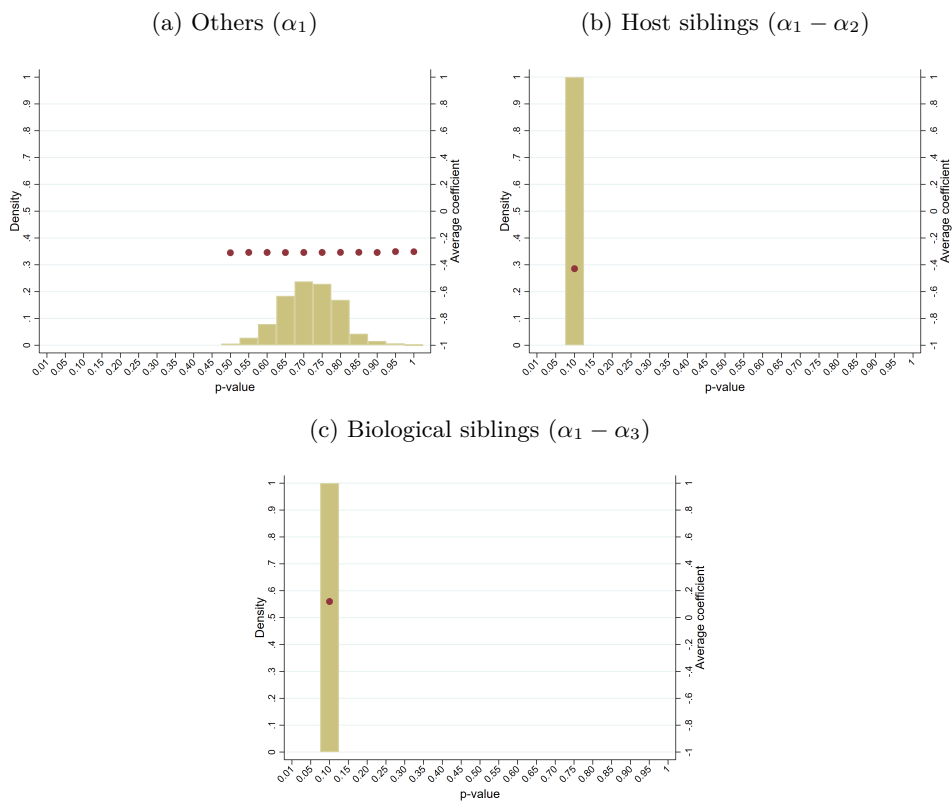 (a) Others (α₁)
(b) Host siblings (α₁ − α₂)
Density
0 .1 .2 .3 .4 .5 .6 .7 .8 .9 1
Average coefficient
-1 -.8 -.6 -.4 -.2 0 .2 .4 .6 .8 1
0.01 0.05 0.10 0.15 0.20 0.25 0.30 0.35 0.40 0.45 0.50 0.55 0.60 0.65 0.70 0.75 0.80 0.85 0.90 0.95 1
p-value
Density
0 .1 .2 .3 .4 .5 .6 .7 .8 .9 1
Average coefficient
-1 -.8 -.6 -.4 -.2 0 .2 .4 .6 .8 1
0.01 0.05 0.10 0.15 0.20 0.25 0.30 0.35 0.40 0.45 0.50 0.55 0.60 0.65 0.70 0.75 0.80 0.85 0.90 0.95 1
p-value
(c) Biological siblings (α₁ − α₃)
Density
0 .1 .2 .3 .4 .5 .6 .7 .8 .9 1
Average coefficient
-1 -.8 -.6 -.4 -.2 0 .2 .4 .6 .8 1
0.01 0.05 0.10 0.15 0.20 0.25 0.30 0.35 0.40 0.45 0.50 0.55 0.60 0.65 0.70 0.75 0.80 0.85 0.90 0.95 1
p-value